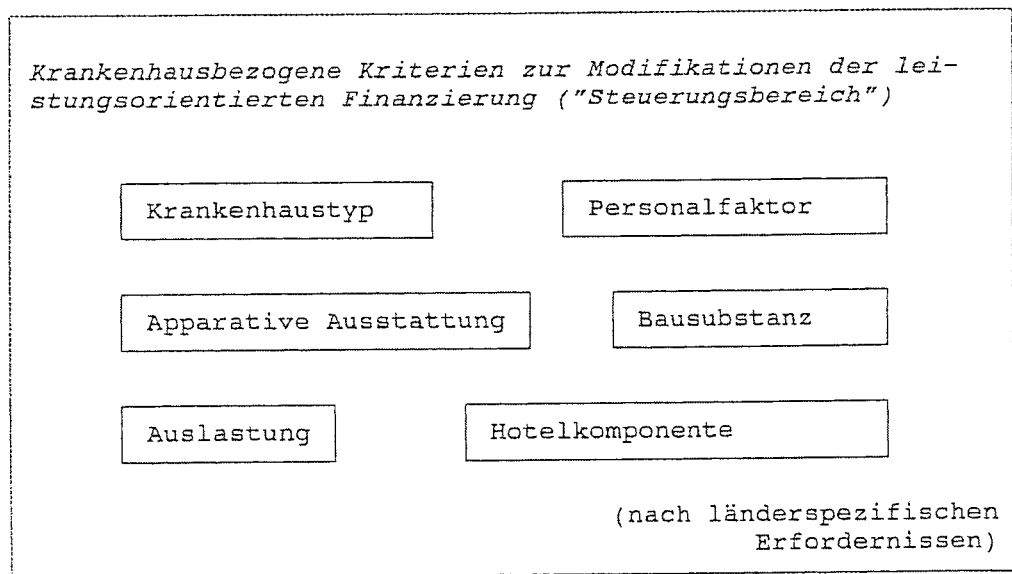 Krankenhausbezogene Kriterien zur Modifikationen der lei-
stungsorientierten Finanzierung ("Steuerungsbereich")
Krankenhaustyp
Personalfaktor
Apparative Ausstattung
Bausubstanz
Auslastung
Hotelkomponente
(nach länderspezifischen
Erfordernissen)